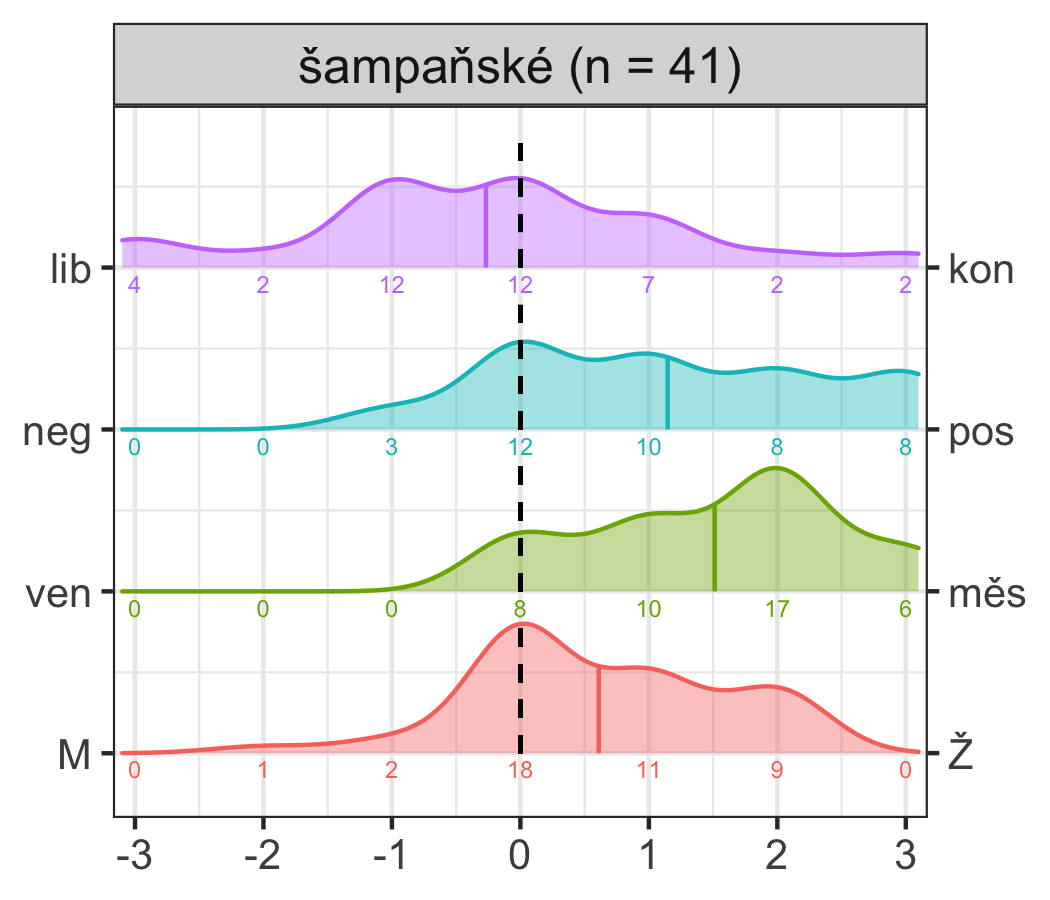 šampaňské (n = 41)
lib kon
4 2 12 12 7 2 2
neg pos
0 0 3 12 10 8 8
ven měs
0 0 0 8 10 17 6
M Ž
0 1 2 18 11 9 0
-3 -2 -1 0 1 2 3